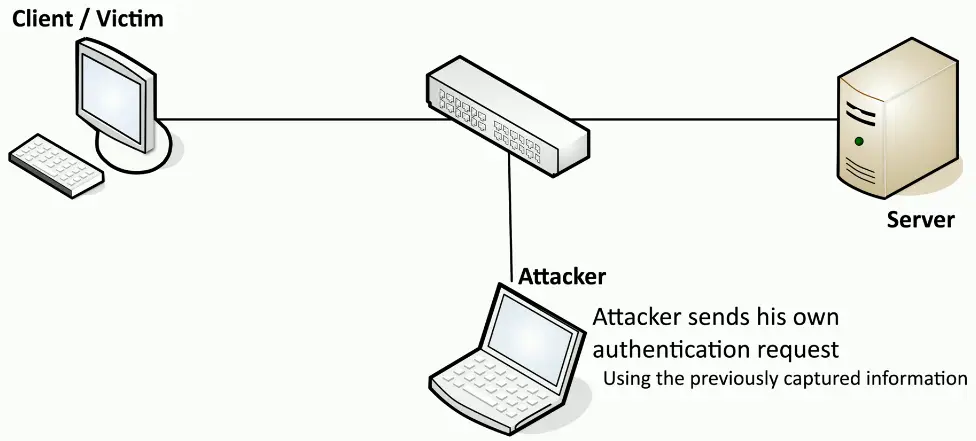 Client / Victim
Server
Attacker
Attacker sends his own
authentication request
Using the previously captured information